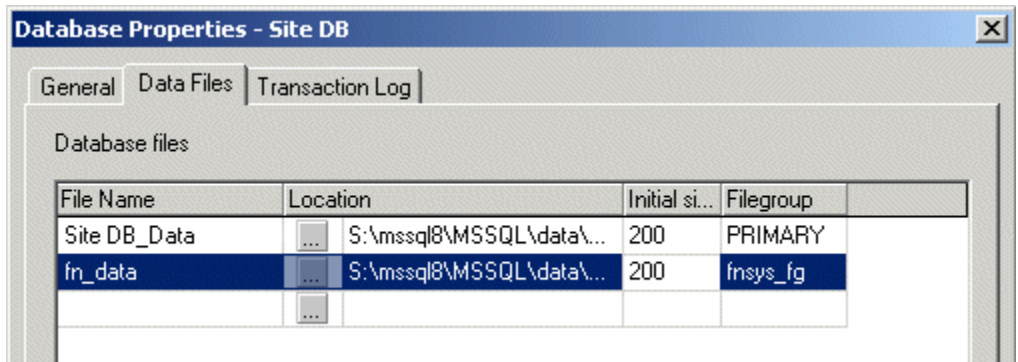 Database Properties - Site DB
General Data Files Transaction Log
Database files
File Name Location Initial si... Filegroup
Site DB_Data ... S:\mssql8\MSSQL\data\... 200 PRIMARY
fn_data ... S:\mssql8\MSSQL\data\... 200 fnsys_fg
...